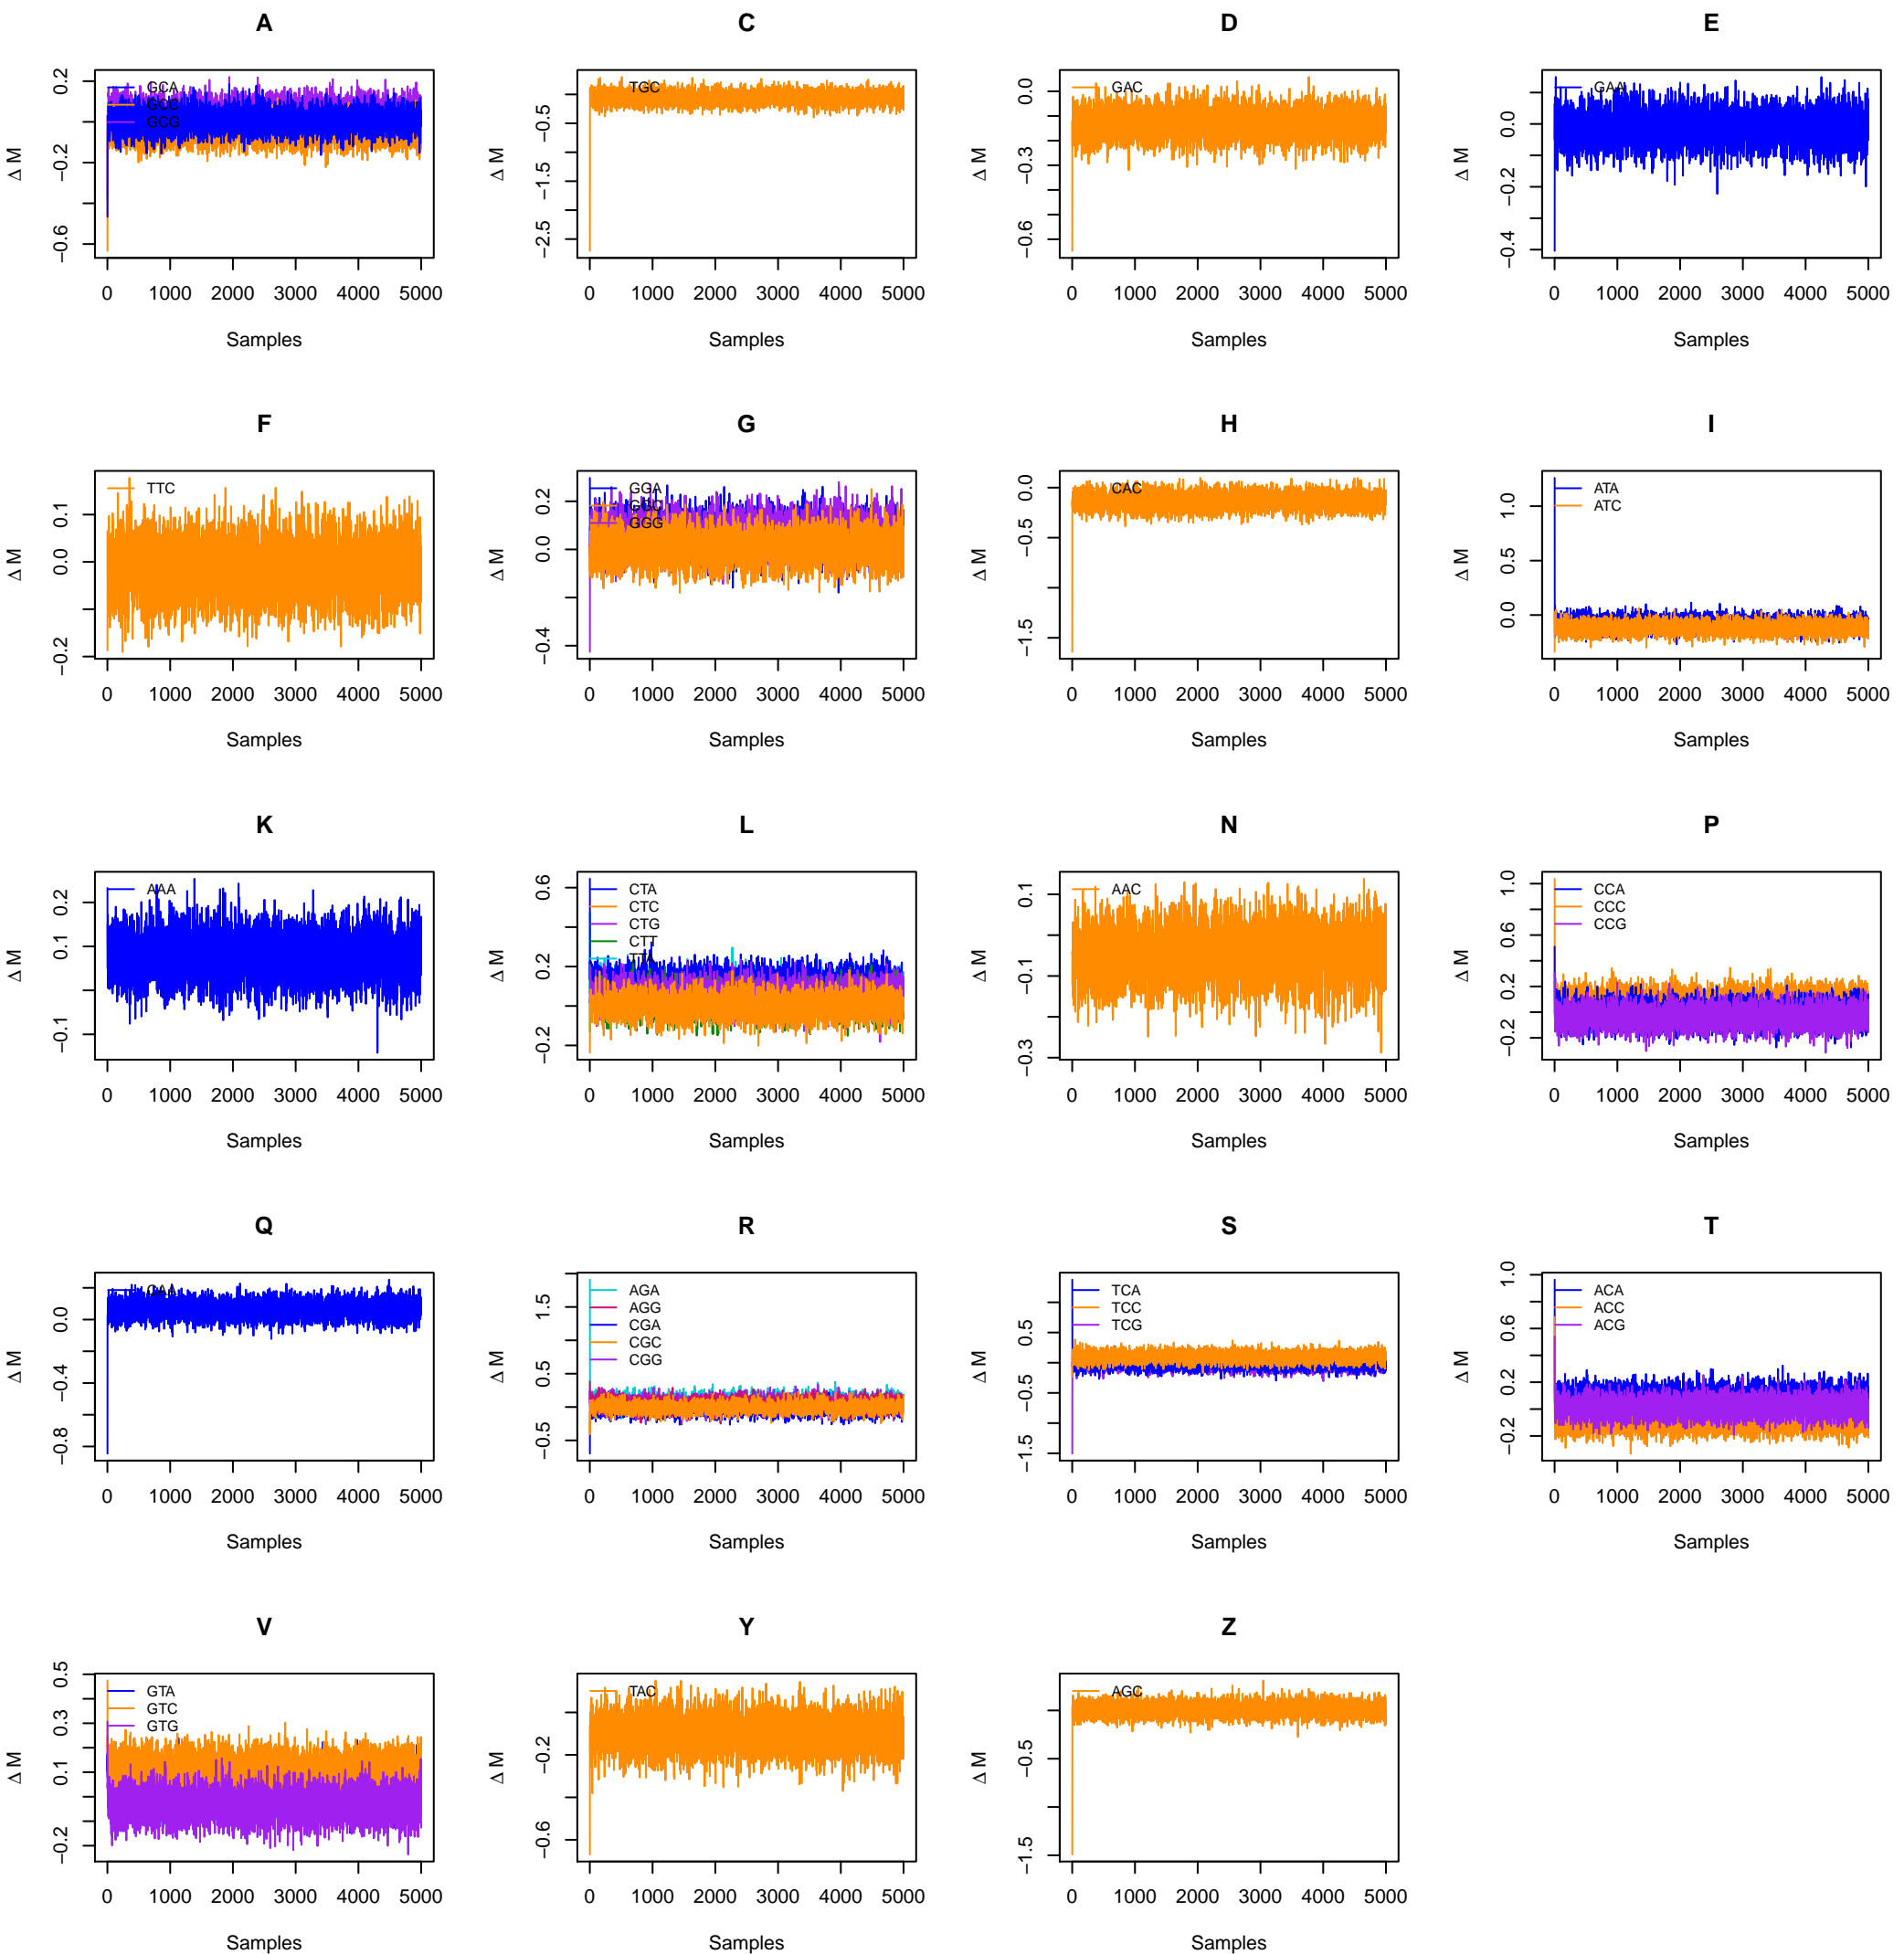 A
GCA
GCC
GCG
0.2
−0.2
−0.6
Δ M
0 1000 2000 3000 4000 5000
Samples
C
TGC
−0.5
−1.5
−2.5
Δ M
0 1000 2000 3000 4000 5000
Samples
D
GAC
0.0
−0.3
−0.6
Δ M
0 1000 2000 3000 4000 5000
Samples
E
GAA
0.0
−0.2
−0.4
Δ M
0 1000 2000 3000 4000 5000
Samples
F
TTC
0.1
0.0
−0.2
Δ M
0 1000 2000 3000 4000 5000
Samples
G
GGA
GGC
GGG
0.2
0.0
−0.4
Δ M
0 1000 2000 3000 4000 5000
Samples
H
CAC
0.0
−0.5
−1.5
Δ M
0 1000 2000 3000 4000 5000
Samples
I
ATA
ATC
1.0
0.5
0.0
Δ M
0 1000 2000 3000 4000 5000
Samples
K
AAA
0.2
0.1
−0.1
Δ M
0 1000 2000 3000 4000 5000
Samples
L
CTA
CTC
CTG
CTT
TTA
0.6
0.2
−0.2
Δ M
0 1000 2000 3000 4000 5000
Samples
N
AAC
0.1
−0.1
−0.3
Δ M
0 1000 2000 3000 4000 5000
Samples
P
CCA
CCC
CCG
1.0
0.6
0.2
−0.2
Δ M
0 1000 2000 3000 4000 5000
Samples
Q
CAA
0.0
−0.4
−0.8
Δ M
0 1000 2000 3000 4000 5000
Samples
R
AGA
AGG
CGA
CGC
CGG
1.5
0.5
−0.5
Δ M
0 1000 2000 3000 4000 5000
Samples
S
TCA
TCC
TCG
0.5
−0.5
−1.5
Δ M
0 1000 2000 3000 4000 5000
Samples
T
ACA
ACC
ACG
1.0
0.6
0.2
−0.2
Δ M
0 1000 2000 3000 4000 5000
Samples
V
GTA
GTC
GTG
0.5
0.3
0.1
−0.2
Δ M
0 1000 2000 3000 4000 5000
Samples
Y
TAC
−0.2
−0.6
Δ M
0 1000 2000 3000 4000 5000
Samples
Z
AGC
−0.5
−1.5
Δ M
0 1000 2000 3000 4000 5000
Samples